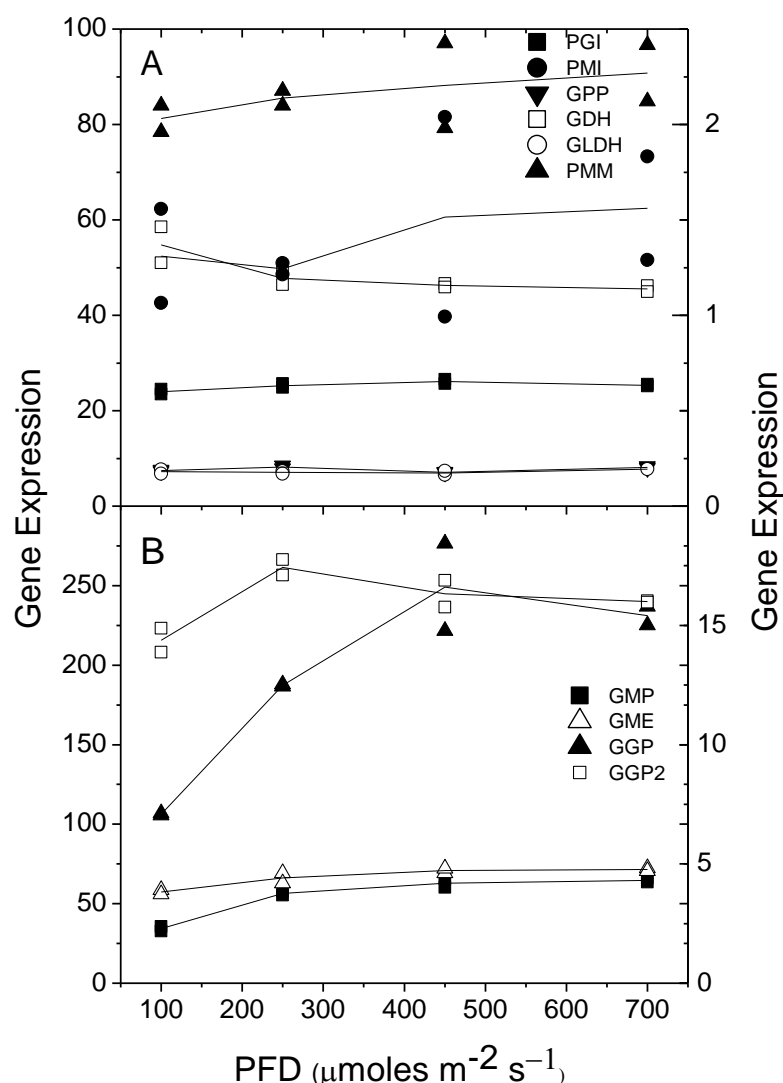 A
100
80
60
40
20
0
PGI
PMI
GPP
GDH
GLDH
PMM
2
1
0
Gene Expression
Gene Expression
B
250
200
150
100
50
0
GMP
GME
GGP
GGP2
15
10
5
0
100 200 300 400 500 600 700
PFD (μmoles m-2 s−1)